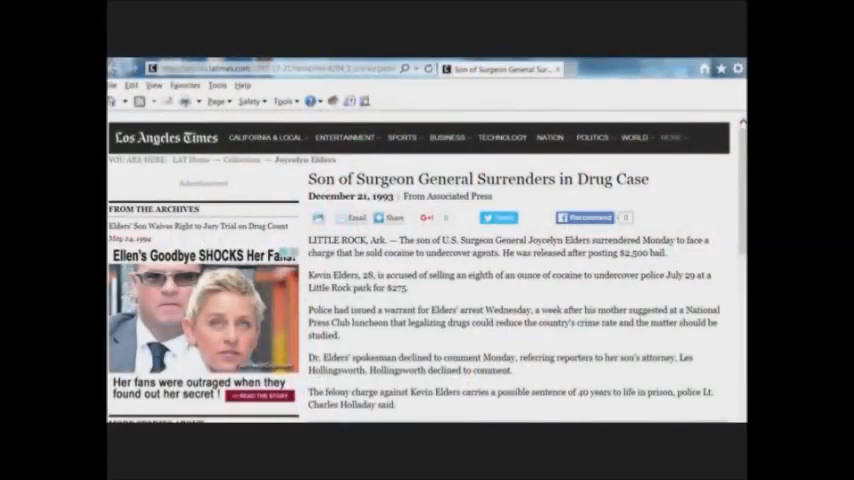 Son of Surgeon General Sur...
Edit View Favorites Tools Help
Page Safety Tools
Los Angeles Times CALIFORNIA & LOCAL ENTERTAINMENT SPORTS BUSINESS TECHNOLOGY NATION POLITICS WORLD MORE
YOU ARE HERE: LAT Home → Collections → Joycelyn Elders
Advertisement
FROM THE ARCHIVES
Elders' Son Waives Right to Jury Trial on Drug Count
May 24, 1994
Ellen's Goodbye SHOCKS Her Fans!
Her fans were outraged when they
found out her secret !
>> READ THE STORY
Son of Surgeon General Surrenders in Drug Case
December 21, 1993 | From Associated Press
Email Share G+1 0 Tweet Recommend 0
LITTLE ROCK, Ark. — The son of U.S. Surgeon General Joycelyn Elders surrendered Monday to face a
charge that he sold cocaine to undercover agents. He was released after posting $2,500 bail.
Kevin Elders, 28, is accused of selling an eighth of an ounce of cocaine to undercover police July 29 at a
Little Rock park for $275.
Police had issued a warrant for Elders' arrest Wednesday, a week after his mother suggested at a National
Press Club luncheon that legalizing drugs could reduce the country's crime rate and the matter should be
studied.
Dr. Elders' spokesman declined to comment Monday, referring reporters to her son's attorney, Les
Hollingsworth. Hollingsworth declined to comment.
The felony charge against Kevin Elders carries a possible sentence of 40 years to life in prison, police Lt.
Charles Holladay said.